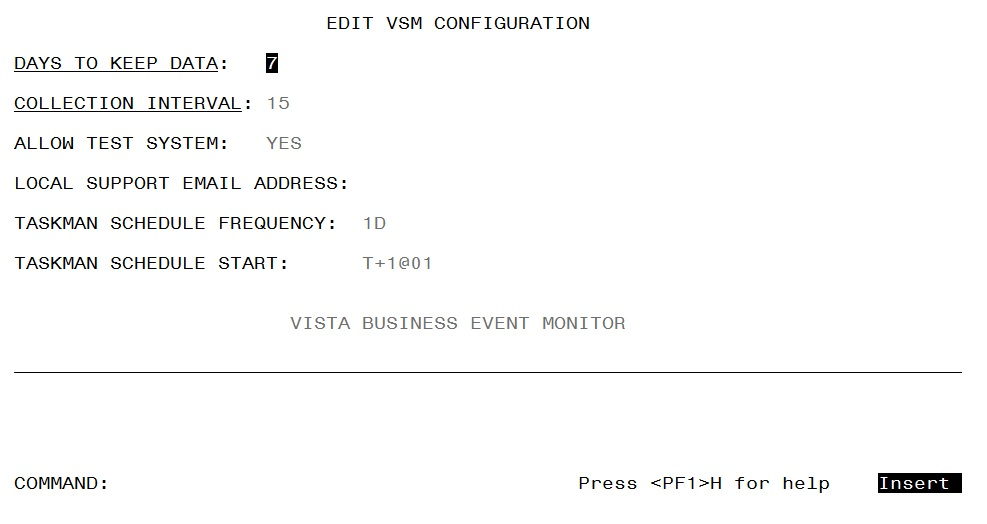 EDIT VSM CONFIGURATION
DAYS TO KEEP DATA: 7
COLLECTION INTERVAL: 15
ALLOW TEST SYSTEM: YES
LOCAL SUPPORT EMAIL ADDRESS:
TASKMAN SCHEDULE FREQUENCY: 1D
TASKMAN SCHEDULE START: T+1@01
VISTA BUSINESS EVENT MONITOR
COMMAND: Press <PF1>H for help Insert